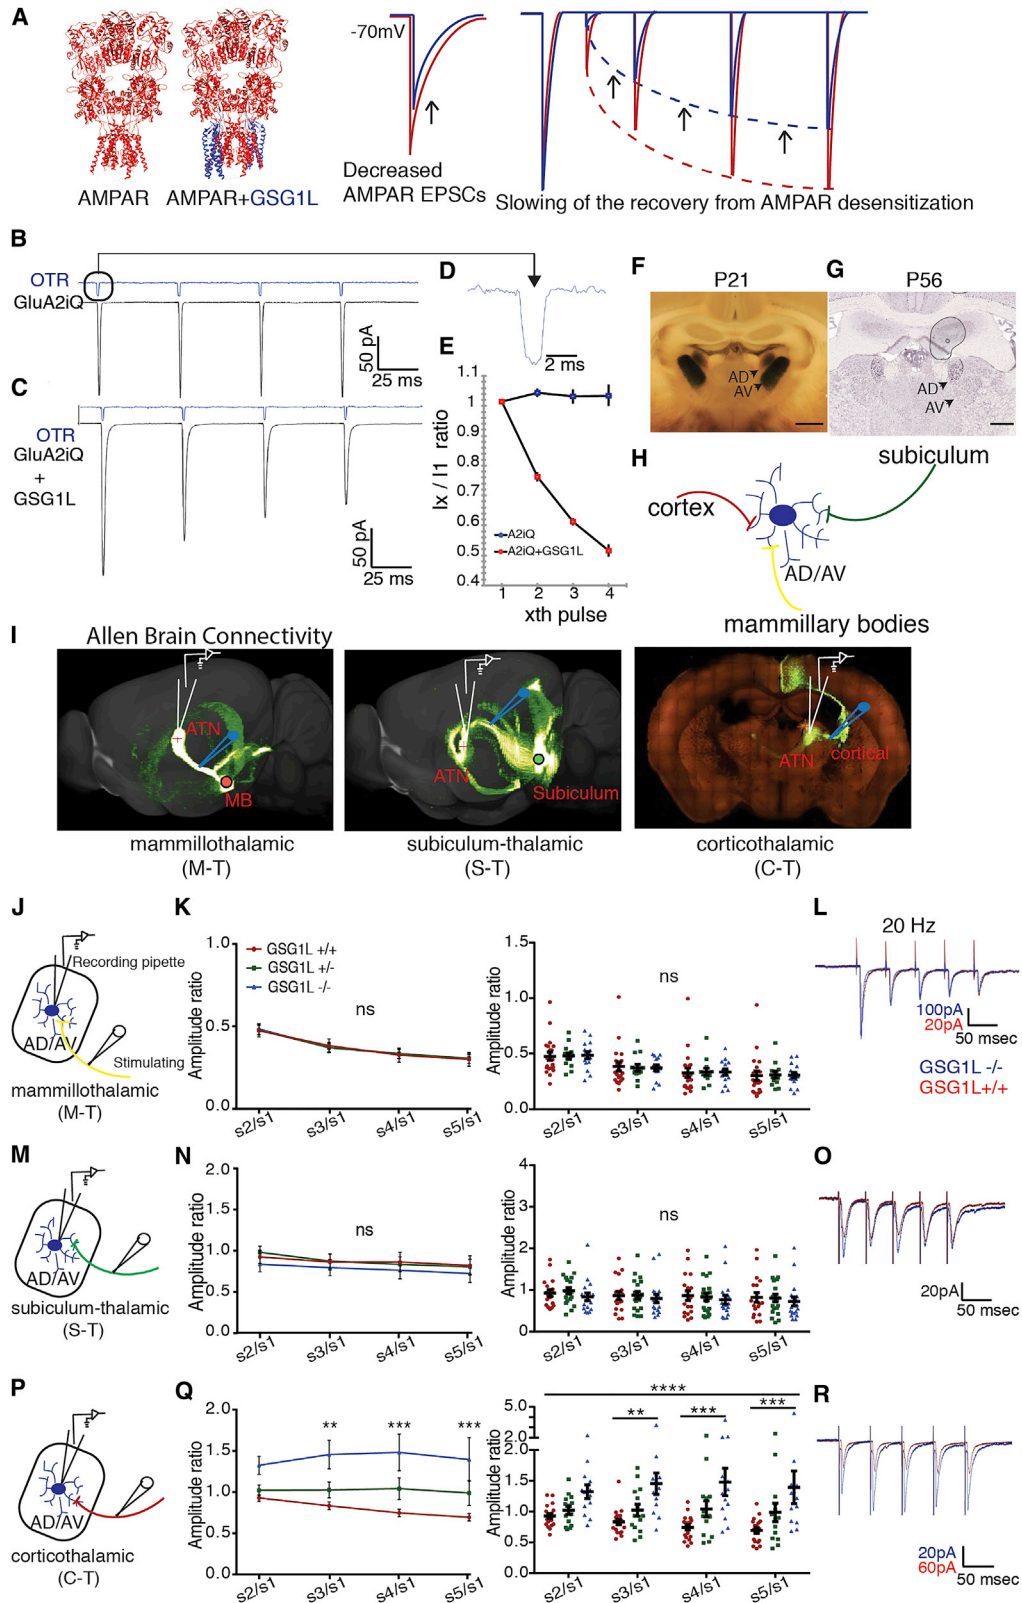 A
AMPAR
AMPAR+GSG1L
-70mV
Decreased
AMPAR EPSCs
Slowing of the recovery from AMPAR desensitization
B
OTR
GluA2iQ
50 pA
25 ms
C
OTR
GluA2iQ
+
GSG1L
50 pA
25 ms
D
2 ms
E
1.1
1
0.9
0.8
0.7
0.6
0.5
0.4
Ix / I1 ratio
A2iQ
A2iQ+GSG1L
1 2 3 4
xth pulse
F
P21
AD
AV
G
P56
AD
AV
H
subiculum
cortex
AD/AV
mammillary bodies
I
Allen Brain Connectivity
ATN
MB
mammillothalamic
(M-T)
ATN
Subiculum
subiculum-thalamic
(S-T)
ATN
cortical
corticothalamic
(C-T)
J
Recording pipette
AD/AV
Stimulating
mammillothalamic
(M-T)
K
1.0
0.5
0.0
Amplitude ratio
GSG1L +/+
GSG1L +/-
GSG1L -/-
ns
s2/s1 s3/s1 s4/s1 s5/s1
1.5
1.0
0.5
0.0
Amplitude ratio
ns
s2/s1 s3/s1 s4/s1 s5/s1
L
20 Hz
100pA
20pA
50 msec
GSG1L -/-
GSG1L+/+
M
AD/AV
subiculum-thalamic
(S-T)
N
2.0
1.5
1.0
0.5
0.0
Amplitude ratio
ns
s2/s1 s3/s1 s4/s1 s5/s1
4
3
2
1
0
Amplitude ratio
ns
s2/s1 s3/s1 s4/s1 s5/s1
O
20pA
50 msec
P
AD/AV
corticothalamic
(C-T)
Q
2.0
1.5
1.0
0.5
0.0
Amplitude ratio
** *** ***
s2/s1 s3/s1 s4/s1 s5/s1
5.0
2.0
2.0
1.5
1.0
0.5
0.0
Amplitude ratio
****
** *** ***
s2/s1 s3/s1 s4/s1 s5/s1
R
20pA
60pA
50 msec